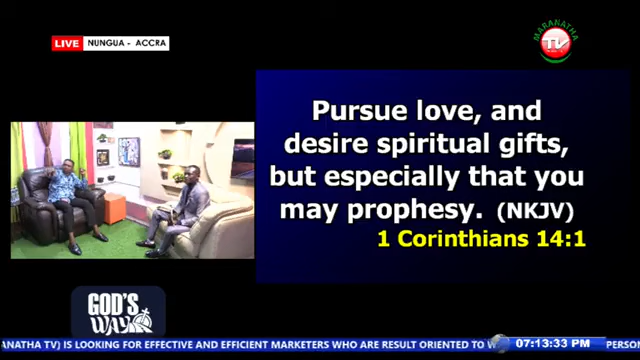 MARANATHA
TV
LIVE NUNGUA - ACCRA
Pursue love, and
desire spiritual gifts,
but especially that you
may prophesy. (NKJV)
1 Corinthians 14:1
GOD'S
WAY
ANATHA TV) IS LOOKING FOR EFFECTIVE AND EFFICIENT MARKETERS WHO ARE RESULT ORIENTED TO W 07:13:33 PM PERSON